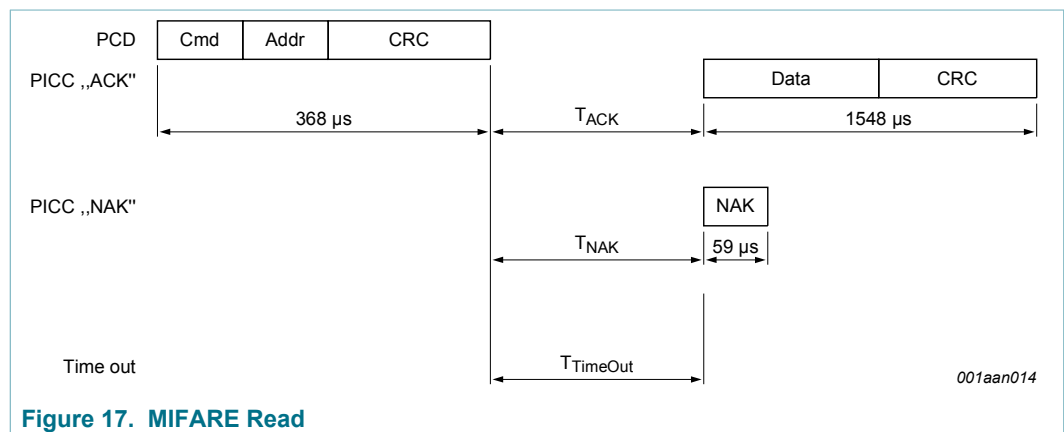 PCD Cmd Addr CRC
PICC ,,ACK" Data CRC
368 µs TACK 1548 µs
PICC ,,NAK" NAK
TNAK 59 µs
Time out TTimeOut 001aan014
Figure 17. MIFARE Read